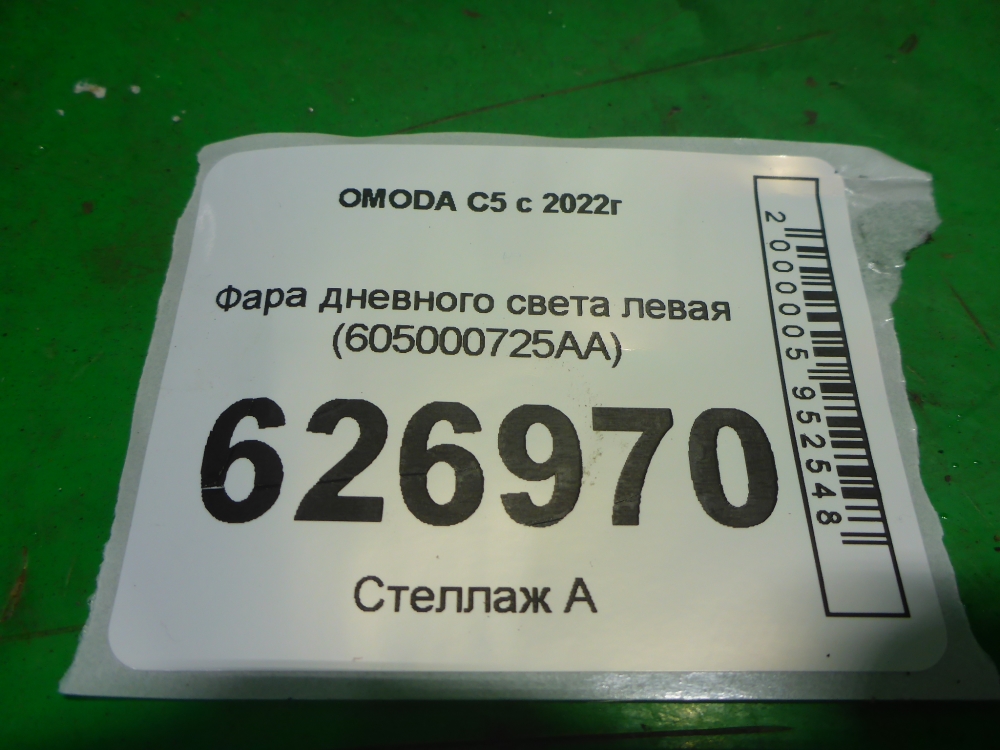 OMODA C5 с 2022г
Фара дневного света левая
(605000725AA)
626970
Стеллаж А
2000005952548